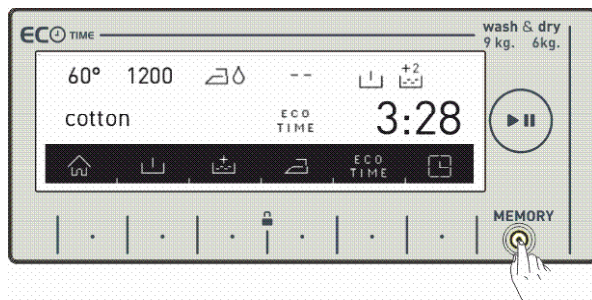 ECO TIME
wash & dry
9 kg. 6kg.
60° 1200 -- +2
cotton ECO TIME 3:28
ECO TIME
MEMORY